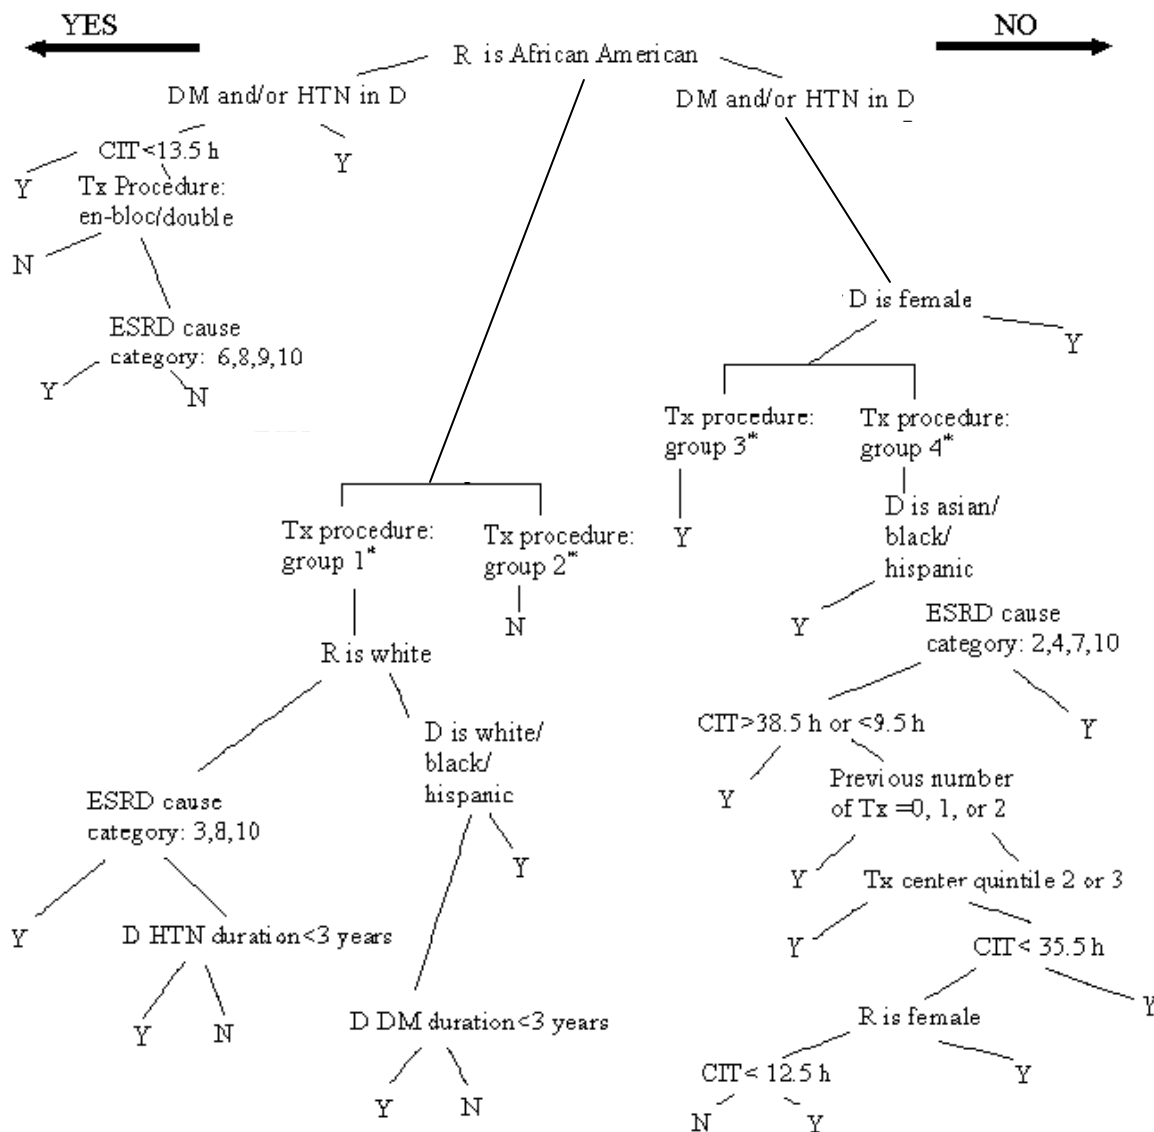 YES
NO
R is African American
DM and/or HTN in D
DM and/or HTN in D
CIT<13.5 h
Y
Y
Tx Procedure:
en-bloc/double
N
D is female
Y
ESRD cause
category: 6,8,9,10
Y
N
Tx procedure:
group 3*
Tx procedure:
group 4*
Y
D is asian/
black/
hispanic
Y
Tx procedure:
group 1*
Tx procedure:
group 2*
N
ESRD cause
category: 2,4,7,10
R is white
CIT>38.5 h or <9.5 h
Y
D is white/
black/
hispanic
Y
Previous number
of Tx =0, 1, or 2
ESRD cause
category: 3,8,10
Y
Y
Tx center quintile 2 or 3
Y
D HTN duration<3 years
Y
CIT< 35.5 h
Y
N
Y
D DM duration<3 years
R is female
Y
N
CIT< 12.5 h
Y
N
Y